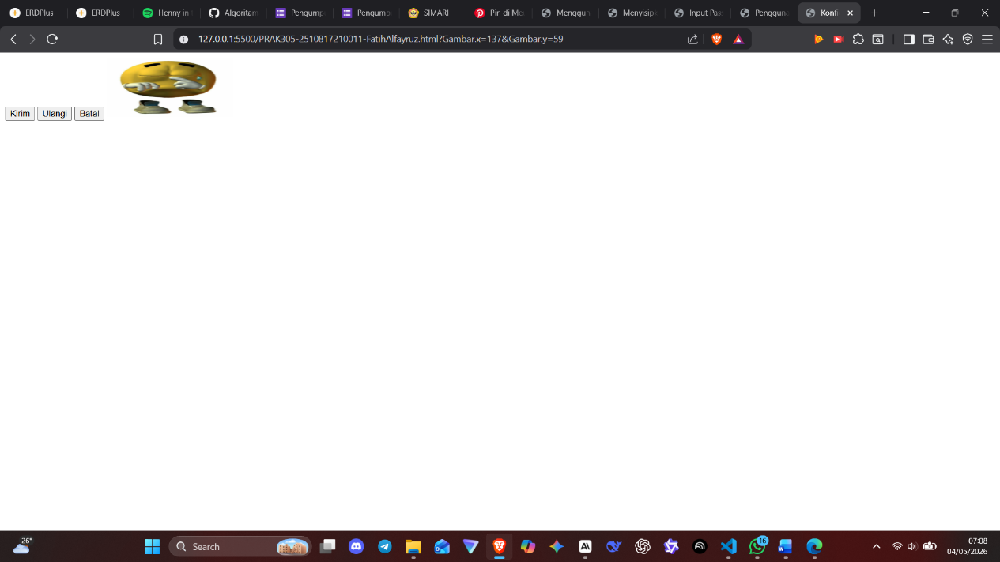 ERDPlus
ERDPlus
Henny in
Algoritam
Pengump
Pengump
SIMARI
Pin di Me
Menggun
Menyisipl
Input Pas
Pengguna
Konfi
127.0.0.1:5500/PRAK305-2510817210011-FatihAlfayruz.html?Gambar.x=137&Gambar.y=59
Kirim Ulangi Batal
26°
Search
16
07:08
04/05/2026